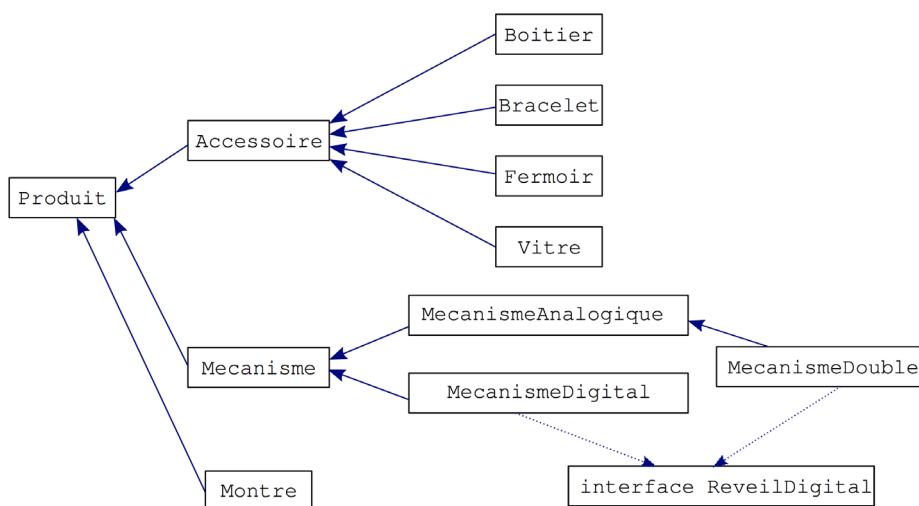 Boitier
Bracelet
Accessoire
Fermoir
Produit
Vitre
MecanismeAnalogique
Mecanisme
MecanismeDouble
MecanismeDigital
interface ReveilDigital
Montre